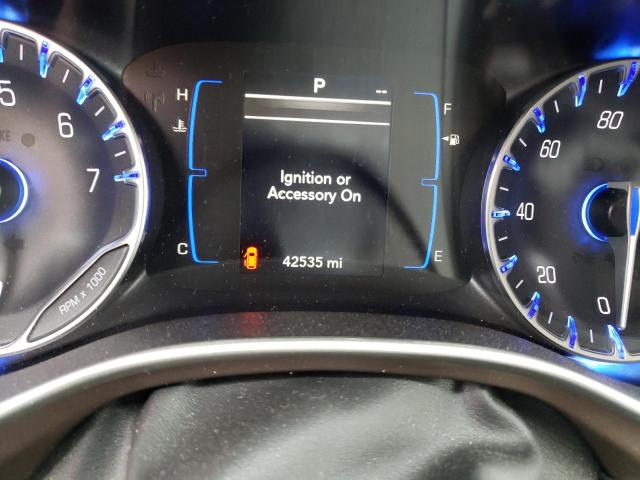 P --
H
F
5
6
7
80
60
40
20
0
Ignition or
Accessory On
C
42535 mi
E
RPM x 1000